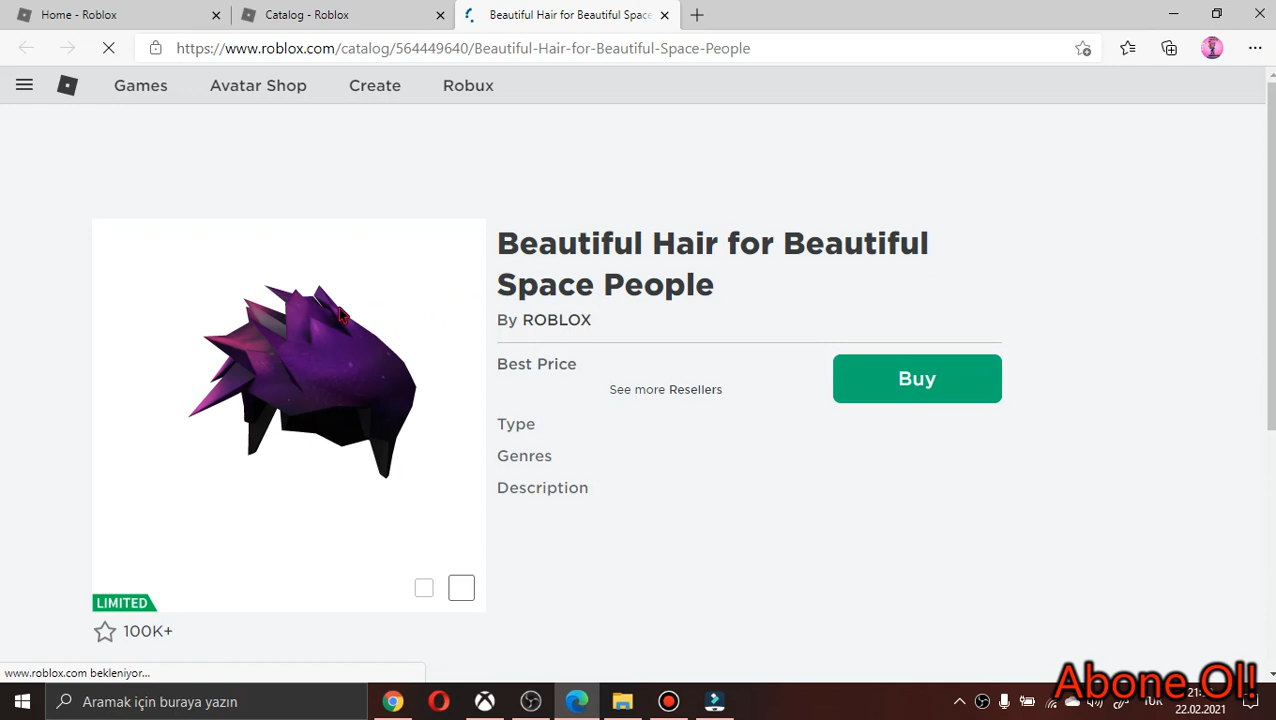 Home - Roblox
Catalog - Roblox
Beautiful Hair for Beautiful Space
https://www.roblox.com/catalog/564449640/Beautiful-Hair-for-Beautiful-Space-People
Games
Avatar Shop
Create
Robux
Beautiful Hair for Beautiful
Space People
By ROBLOX
Best Price
See more Resellers
Buy
Type
Genres
Description
LIMITED
100K+
www.roblox.com bekleniyor...
Abone Ol!
Aramak için buraya yazın
22.02.2021